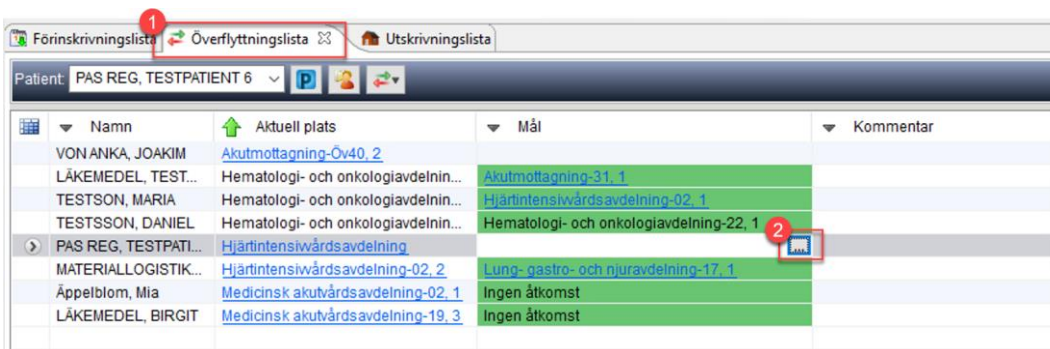 1
Förinskrivningslista Överflyttningslista Utskrivningslista
Patient: PAS REG, TESTPATIENT 6 P
Namn Aktuell plats Mål Kommentar
VON ANKA, JOAKIM Akutmottagning-Öv40, 2
LÄKEMEDEL, TEST... Hematologi- och onkologiavdelnin... Akutmottagning-31, 1
TESTSON, MARIA Hematologi- och onkologiavdelnin... Hjärtintensivvårdsavdelning-02, 1
TESTSSON, DANIEL Hematologi- och onkologiavdelnin... Hematologi- och onkologiavdelning-22, 1
2
PAS REG, TESTPATI... Hjärtintensivvårdsavdelning ...
MATERIALLOGISTIK... Hjärtintensivvårdsavdelning-02, 2 Lung- gastro- och njuravdelning-17, 1
Äppelblom, Mia Medicinsk akutvårdsavdelning-02, 1 Ingen åtkomst
LÄKEMEDEL, BIRGIT Medicinsk akutvårdsavdelning-19, 3 Ingen åtkomst